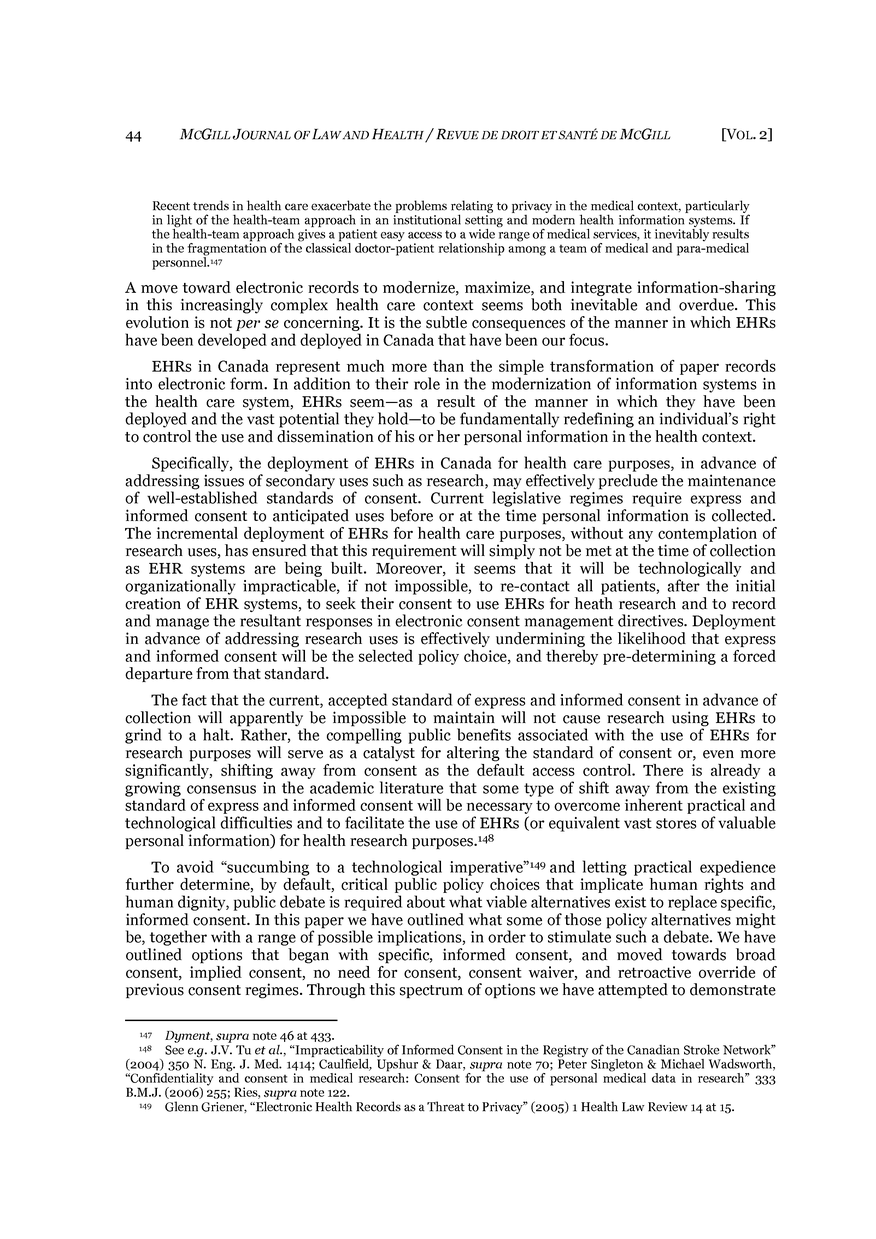 44 MCGILL JOURNAL OF LAW AND HEALTH / REVUE DE DROIT ET SANTÉ DE MCGILL [VOL. 2]
Recent trends in health care exacerbate the problems relating to privacy in the medical context, particularly
in light of the health-team approach in an institutional setting and modern health information systems. If
the health-team approach gives a patient easy access to a wide range of medical services, it inevitably results
in the fragmentation of the classical doctor-patient relationship among a team of medical and para-medical
personnel.147
A move toward electronic records to modernize, maximize, and integrate information-sharing
in this increasingly complex health care context seems both inevitable and overdue. This
evolution is not per se concerning. It is the subtle consequences of the manner in which EHRs
have been developed and deployed in Canada that have been our focus.
EHRs in Canada represent much more than the simple transformation of paper records
into electronic form. In addition to their role in the modernization of information systems in
the health care system, EHRs seem—as a result of the manner in which they have been
deployed and the vast potential they hold—to be fundamentally redefining an individual's right
to control the use and dissemination of his or her personal information in the health context.
Specifically, the deployment of EHRs in Canada for health care purposes, in advance of
addressing issues of secondary uses such as research, may effectively preclude the maintenance
of well-established standards of consent. Current legislative regimes require express and
informed consent to anticipated uses before or at the time personal information is collected.
The incremental deployment of EHRs for health care purposes, without any contemplation of
research uses, has ensured that this requirement will simply not be met at the time of collection
as EHR systems are being built. Moreover, it seems that it will be technologically and
organizationally impracticable, if not impossible, to re-contact all patients, after the initial
creation of EHR systems, to seek their consent to use EHRs for heath research and to record
and manage the resultant responses in electronic consent management directives. Deployment
in advance of addressing research uses is effectively undermining the likelihood that express
and informed consent will be the selected policy choice, and thereby pre-determining a forced
departure from that standard.
The fact that the current, accepted standard of express and informed consent in advance of
collection will apparently be impossible to maintain will not cause research using EHRs to
grind to a halt. Rather, the compelling public benefits associated with the use of EHRs for
research purposes will serve as a catalyst for altering the standard of consent or, even more
significantly, shifting away from consent as the default access control. There is already a
growing consensus in the academic literature that some type of shift away from the existing
standard of express and informed consent will be necessary to overcome inherent practical and
technological difficulties and to facilitate the use of EHRs (or equivalent vast stores of valuable
personal information) for health research purposes.148
To avoid “succumbing to a technological imperative”149 and letting practical expedience
further determine, by default, critical public policy choices that implicate human rights and
human dignity, public debate is required about what viable alternatives exist to replace specific,
informed consent. In this paper we have outlined what some of those policy alternatives might
be, together with a range of possible implications, in order to stimulate such a debate. We have
outlined options that began with specific, informed consent, and moved towards broad
consent, implied consent, no need for consent, consent waiver, and retroactive override of
previous consent regimes. Through this spectrum of options we have attempted to demonstrate
147 Dyment, supra note 46 at 433.
148 See e.g. J.V. Tu et al., “Impracticability of Informed Consent in the Registry of the Canadian Stroke Network”
(2004) 350 N. Eng. J. Med. 1414; Caulfield, Upshur & Daar, supra note 70; Peter Singleton & Michael Wadsworth,
“Confidentiality and consent in medical research: Consent for the use of personal medical data in research” 333
B.M.J. (2006) 255; Ries, supra note 122.
149 Glenn Griener, “Electronic Health Records as a Threat to Privacy” (2005) 1 Health Law Review 14 at 15.